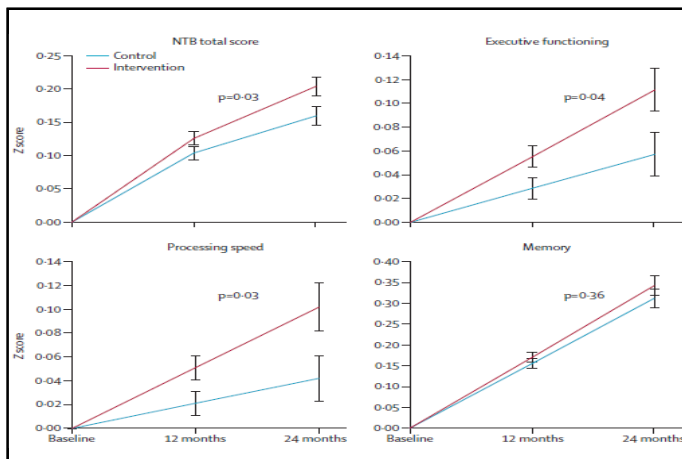 NTB total score
Control
Intervention
p=0·03
Z score
0·25
0·20
0·15
0·10
0·05
0·00
Executive functioning
p=0·04
0·14
0·12
0·10
0·08
0·06
0·04
0·02
0·00
Processing speed
p=0·03
Z score
0·14
0·12
0·10
0·08
0·06
0·04
0·02
0·00
Baseline 12 months 24 months
Memory
p=0·36
0·40
0·35
0·30
0·25
0·20
0·15
0·10
0·05
0·00
Baseline 12 months 24 months